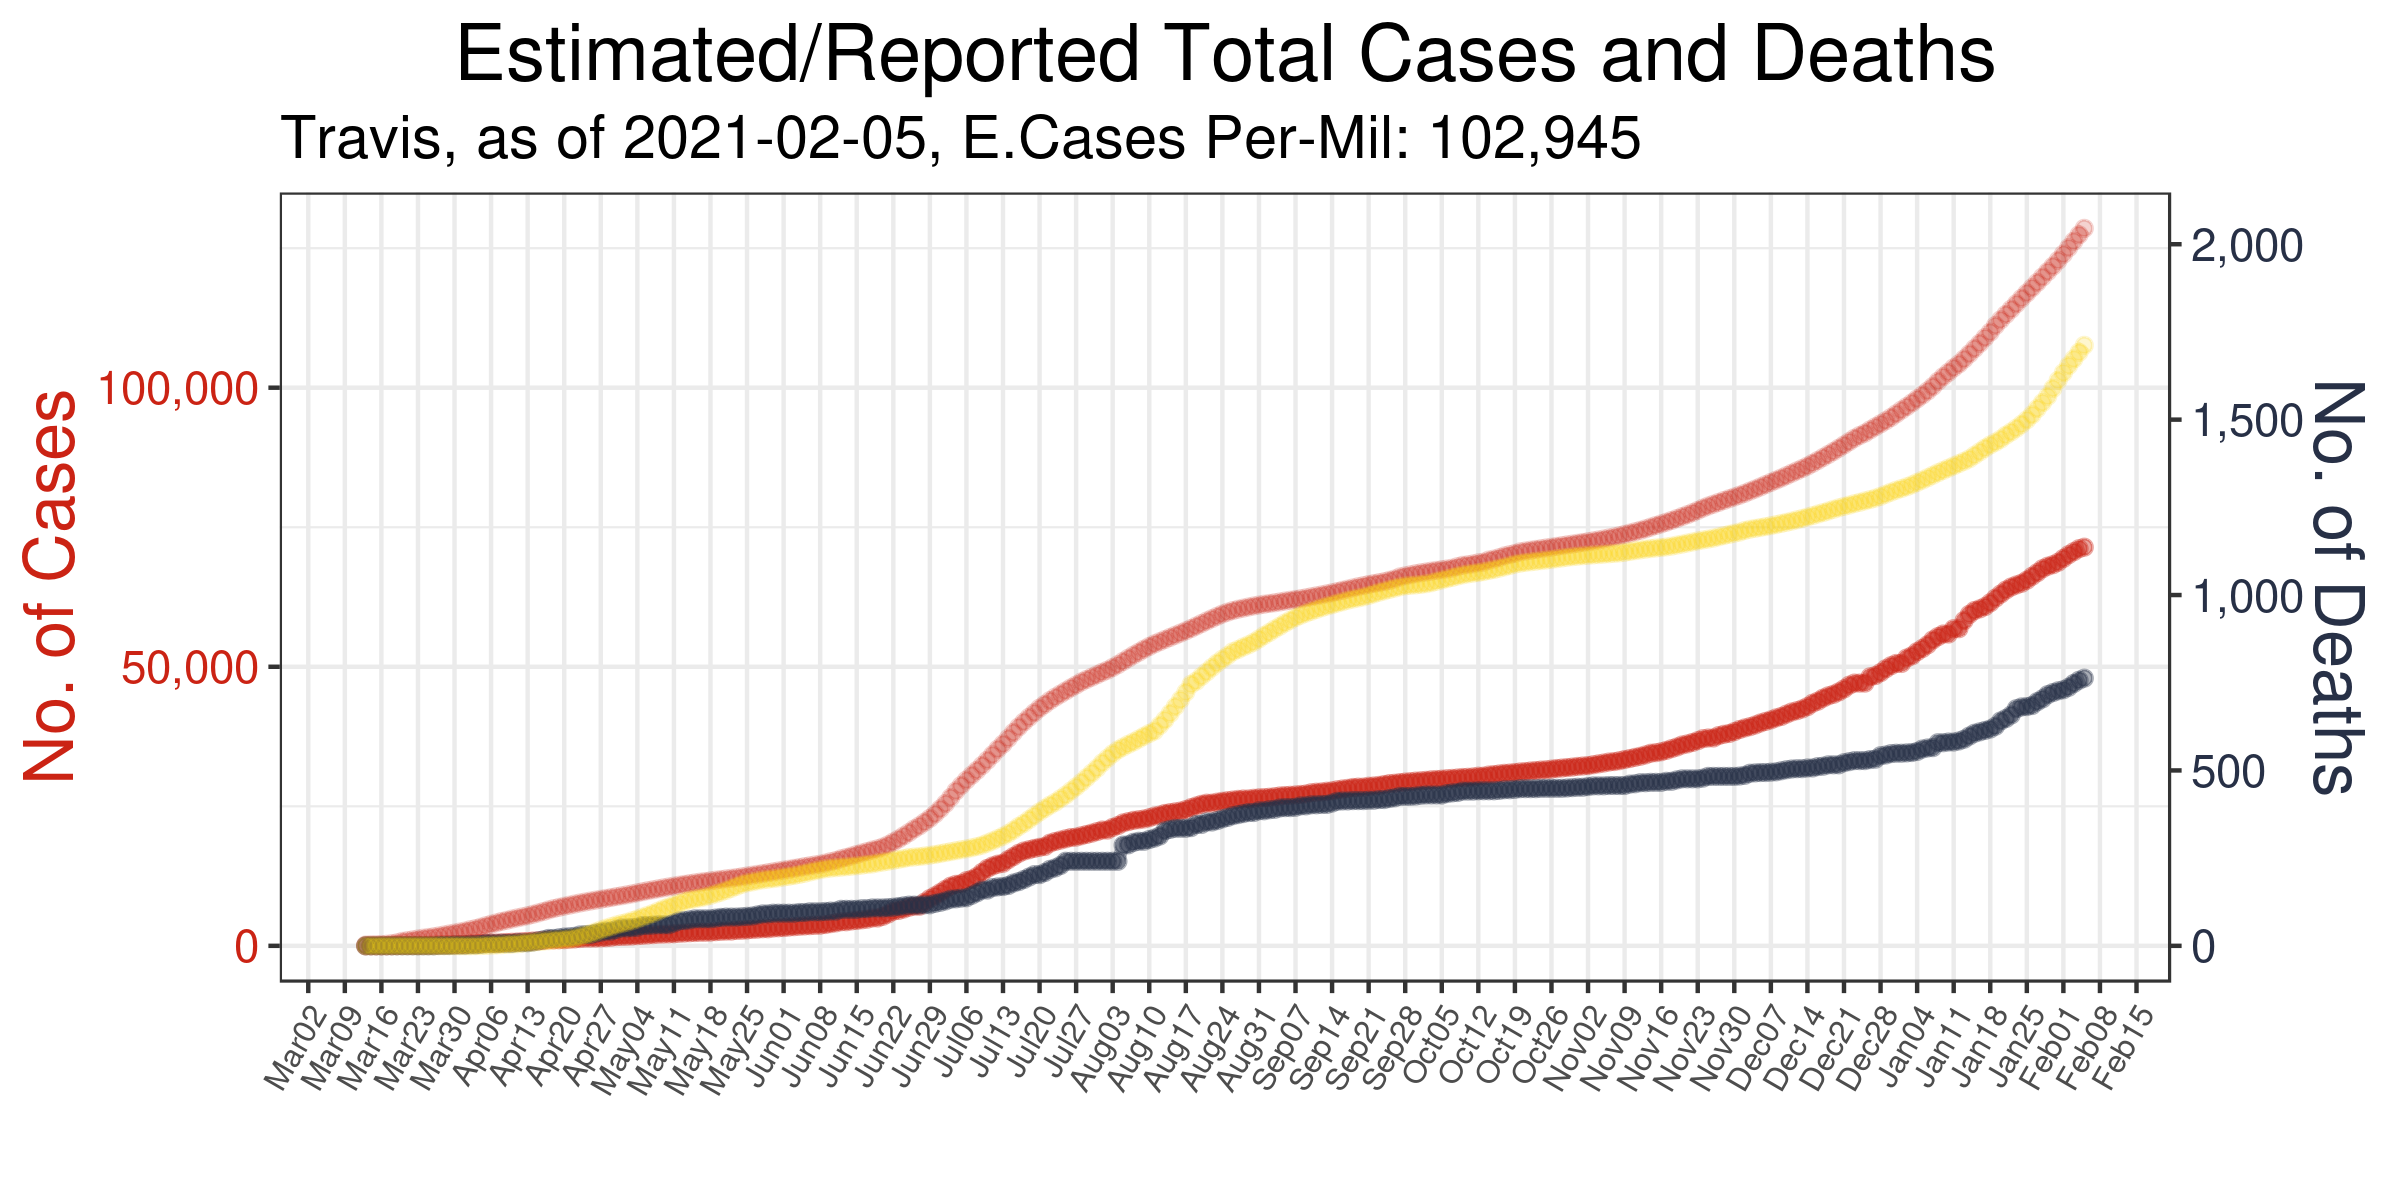 Estimated/Reported Total Cases and Deaths
Travis, as of 2021-02-05, E.Cases Per-Mil: 102,945
No. of Cases
100,000
50,000
0
2,000
1,500
1,000
500
0
No. of Deaths
Mar02
Mar09
Mar16
Mar23
Mar30
Apr06
Apr13
Apr20
Apr27
May04
May11
May18
May25
Jun01
Jun08
Jun15
Jun22
Jun29
Jul06
Jul13
Jul20
Jul27
Aug03
Aug10
Aug17
Aug24
Aug31
Sep07
Sep14
Sep21
Sep28
Oct05
Oct12
Oct19
Oct26
Nov02
Nov09
Nov16
Nov23
Nov30
Dec07
Dec14
Dec21
Dec28
Jan04
Jan11
Jan18
Jan25
Feb01
Feb08
Feb15